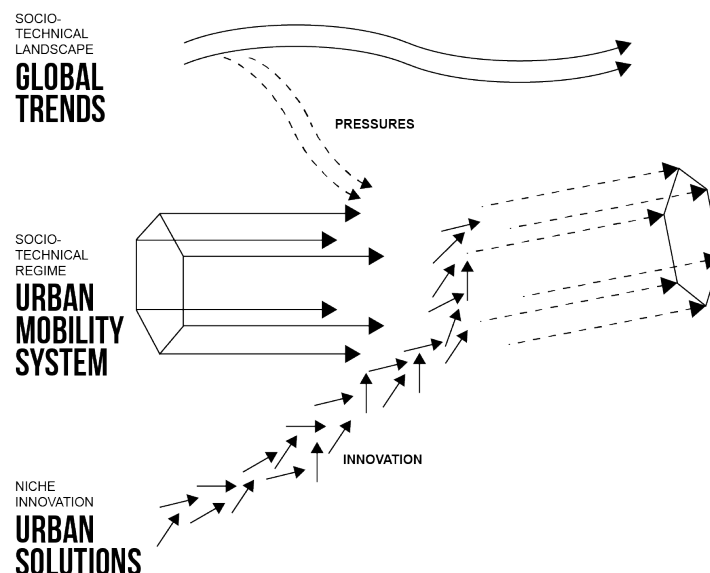 SOCIO-
TECHNICAL
LANDSCAPE
GLOBAL
TRENDS
PRESSURES
SOCIO-
TECHNICAL
REGIME
URBAN
MOBILITY
SYSTEM
INNOVATION
NICHE
INNOVATION
URBAN
SOLUTIONS